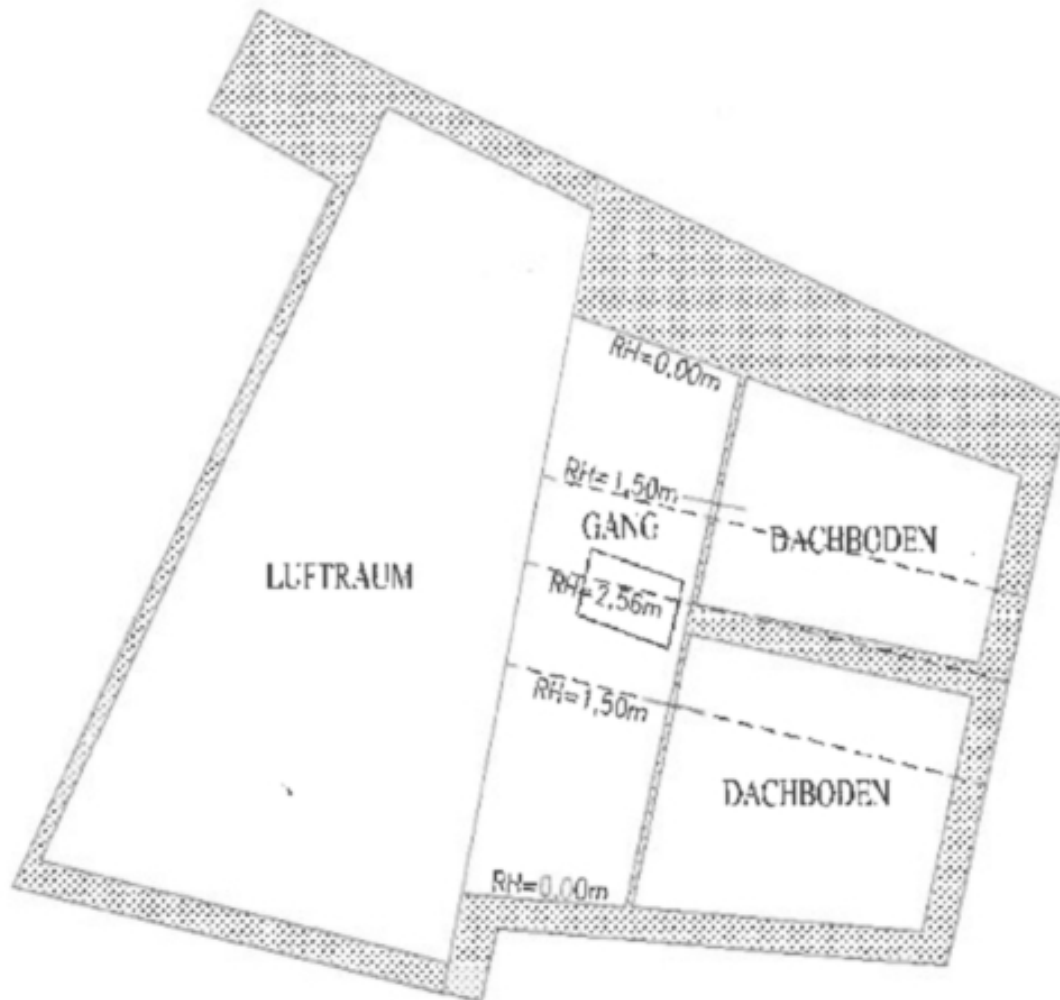 RH=0,00m
RH=1,50m
GANG
DACHBODEN
LUFTRAUM
RH=2,56m
RH=1,50m
DACHBODEN
RH=0,00m